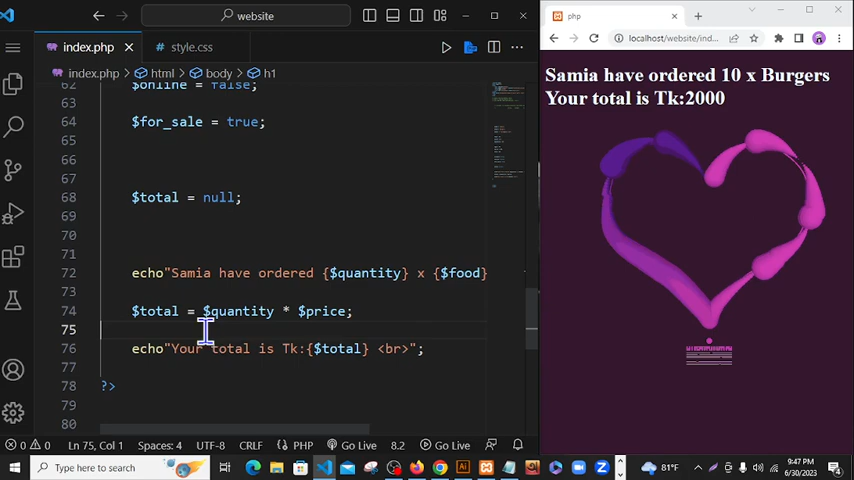 website
index.php
style.css
index.php > html > body > h1
62 $online = false;
63
64 $for_sale = true;
65
66
67
68 $total = null;
69
70
71
72 echo"Samia have ordered {$quantity} x {$food}
73
74 $total = $quantity * $price;
75
76 echo"Your total is Tk:{$total} <br>";
77
78 ?>
79
80
0 0 Ln 75, Col 1 Spaces: 4 UTF-8 CRLF PHP Go Live 8.2 Go Live
php
localhost/website/ind...
Samia have ordered 10 x Burgers
Your total is Tk:2000
Type here to search
81°F
9:47 PM
6/30/2023